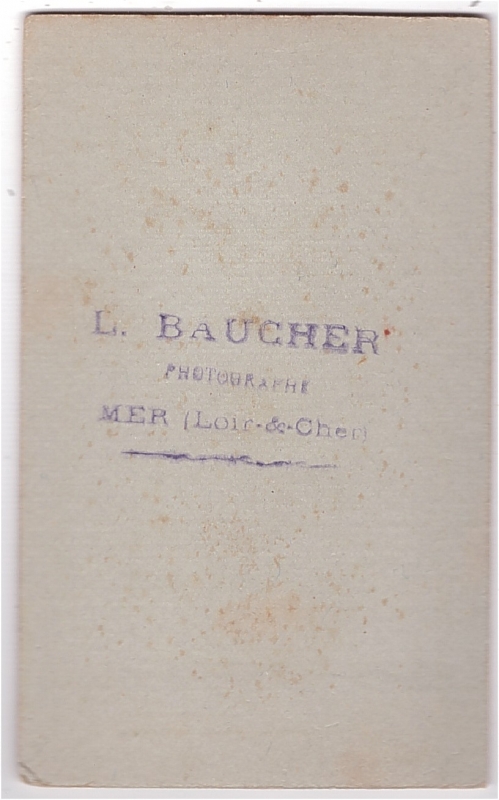 L. BAUCHER
PHOTOGRAPHE
MER (Loir-&-Cher)